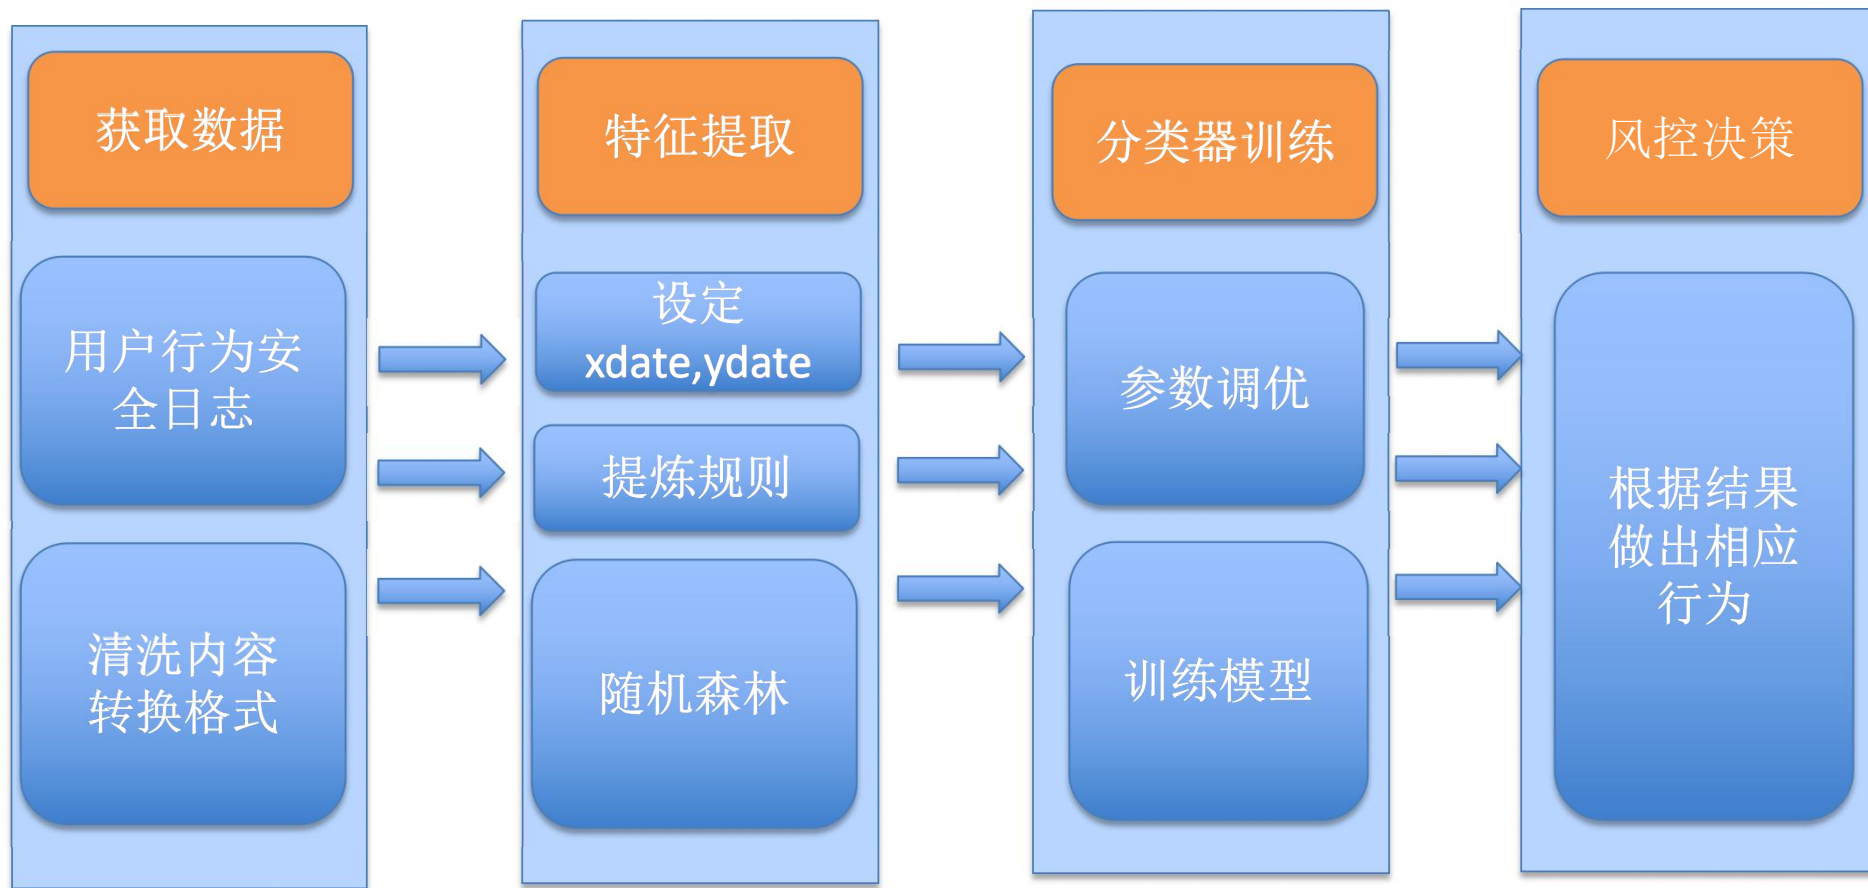 获取数据
用户行为安
全日志
清洗内容
转换格式
特征提取
设定
xdate,ydate
提炼规则
随机森林
分类器训练
参数调优
训练模型
风控决策
根据结果
做出相应
行为